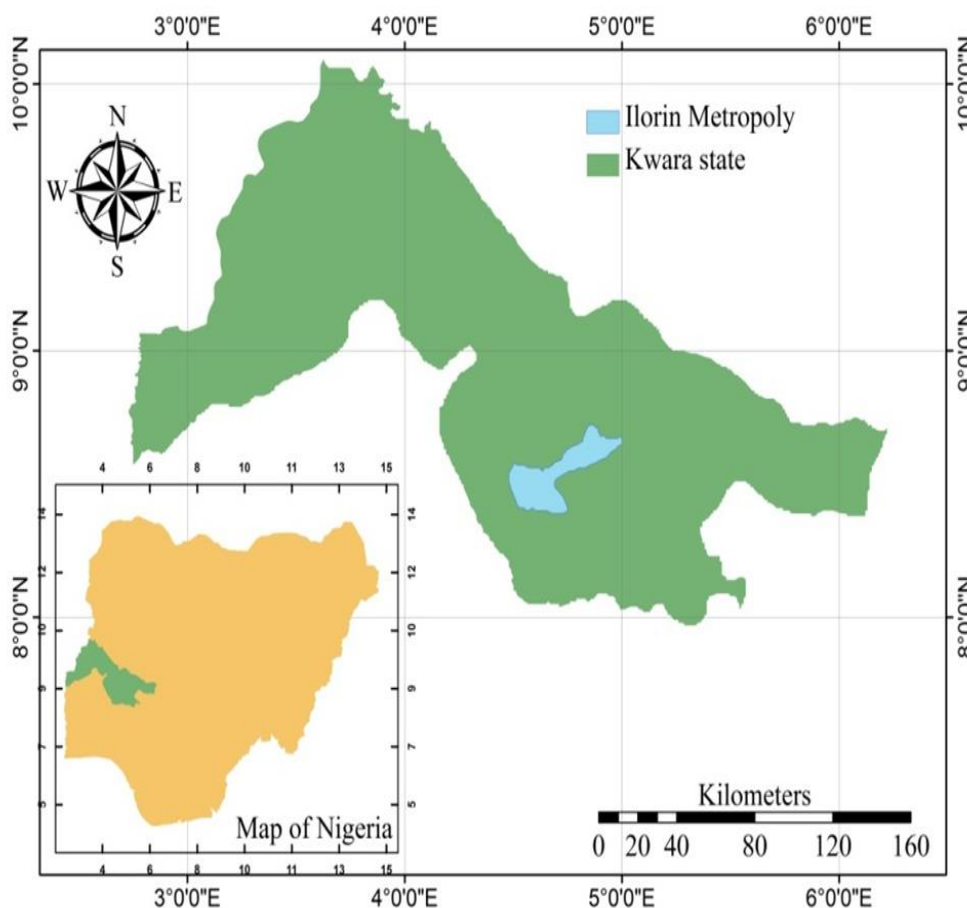 3°0'0"E 4°0'0"E 5°0'0"E 6°0'0"E
10°0'0"N 10°0'0"N
N
W E
S
Ilorin Metropoly
Kwara state
9°0'0"N 9°0'0"N
4 6 8 10 11 13 15
14 14
12 12
10 10
9 9
7 7
5 5
Map of Nigeria
4 6 8 10 11 13 15
8°0'0"N 8°0'0"N
Kilometers
0 20 40 80 120 160
3°0'0"E 4°0'0"E 5°0'0"E 6°0'0"E